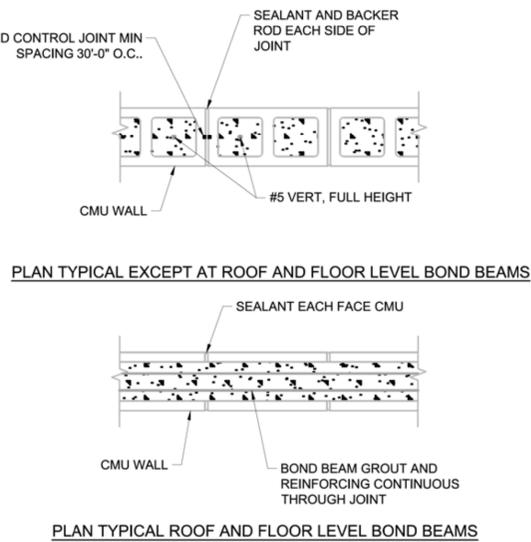 SEALANT AND BACKER
ROD EACH SIDE OF
JOINT
D CONTROL JOINT MIN
SPACING 30'-0" O.C..
#5 VERT, FULL HEIGHT
CMU WALL
PLAN TYPICAL EXCEPT AT ROOF AND FLOOR LEVEL BOND BEAMS
SEALANT EACH FACE CMU
CMU WALL
BOND BEAM GROUT AND
REINFORCING CONTINUOUS
THROUGH JOINT
PLAN TYPICAL ROOF AND FLOOR LEVEL BOND BEAMS